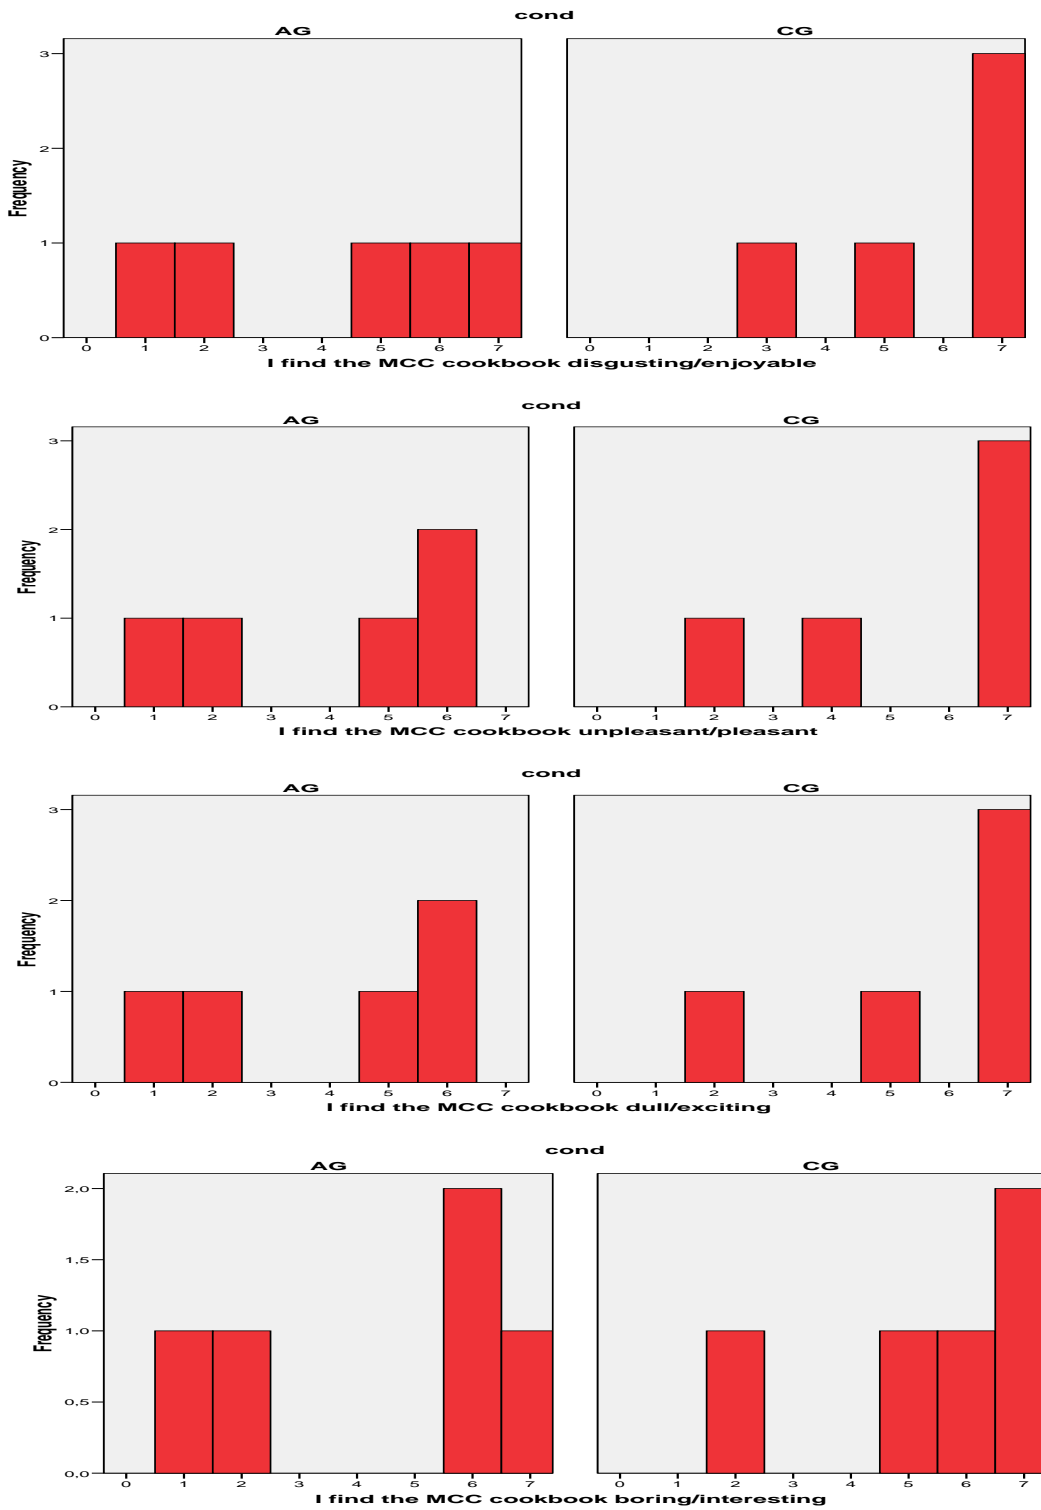 cond
AG CG
3
2
1
0
Frequency
0 1 2 3 4 5 6 7 0 1 2 3 4 5 6 7
I find the MCC cookbook disgusting/enjoyable
cond
AG CG
3
2
1
0
Frequency
0 1 2 3 4 5 6 7 0 1 2 3 4 5 6 7
I find the MCC cookbook unpleasant/pleasant
cond
AG CG
3
2
1
0
Frequency
0 1 2 3 4 5 6 7 0 1 2 3 4 5 6 7
I find the MCC cookbook dull/exciting
cond
AG CG
2,0
1,5
1,0
0,5
0,0
Frequency
0 1 2 3 4 5 6 7 0 1 2 3 4 5 6 7
I find the MCC cookbook boring/interesting